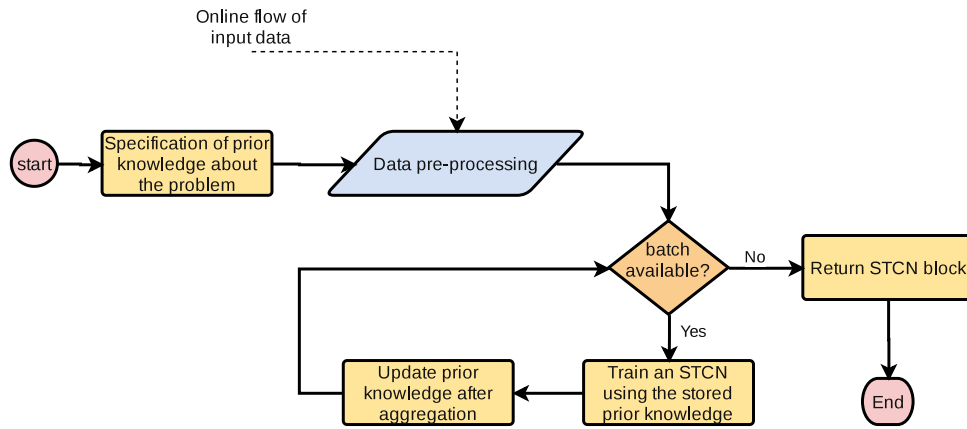 Online flow of
input data
start
Specification of prior
knowledge about
the problem
Data pre-processing
batch
available?
No
Return STCN block
Yes
Update prior
knowledge after
aggregation
Train an STCN
using the stored
prior knowledge
End